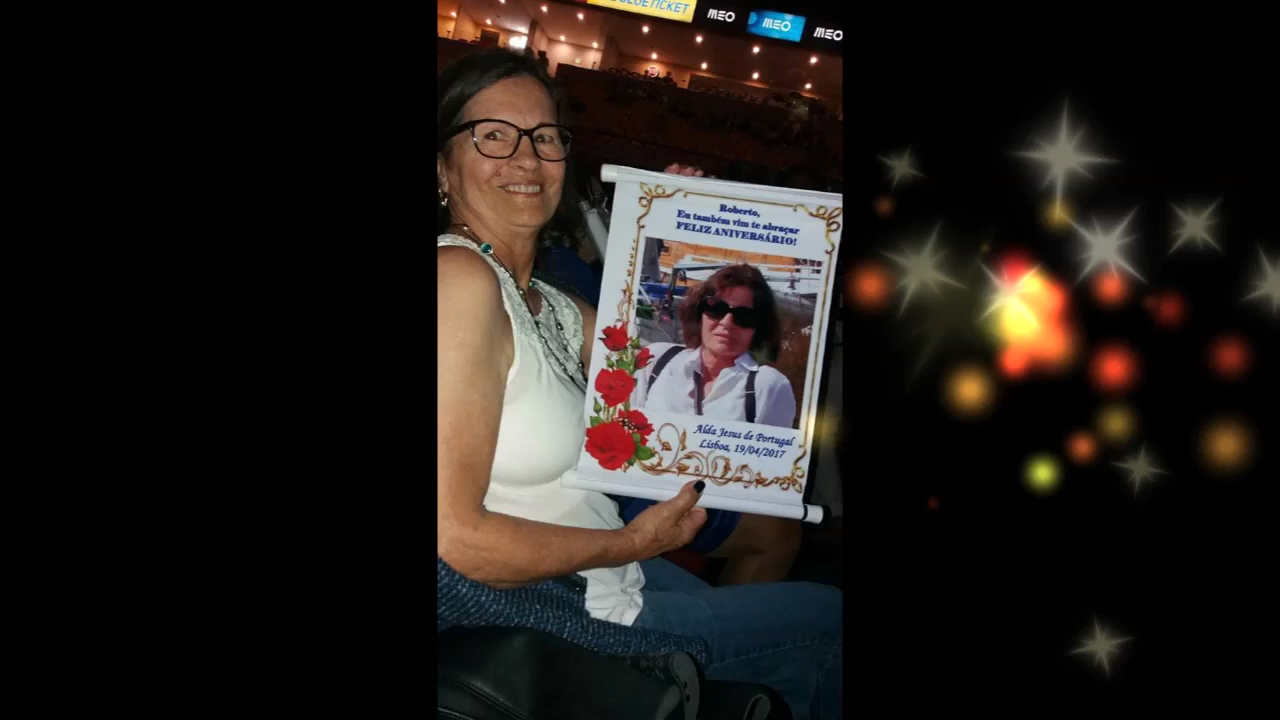 BLUETICKET
MEO
MEO
MEO
Roberto,
Eu também vim te abraçar
FELIZ ANIVERSÁRIO!
Alda Jesus de Portugal
Lisboa, 19/04/2017